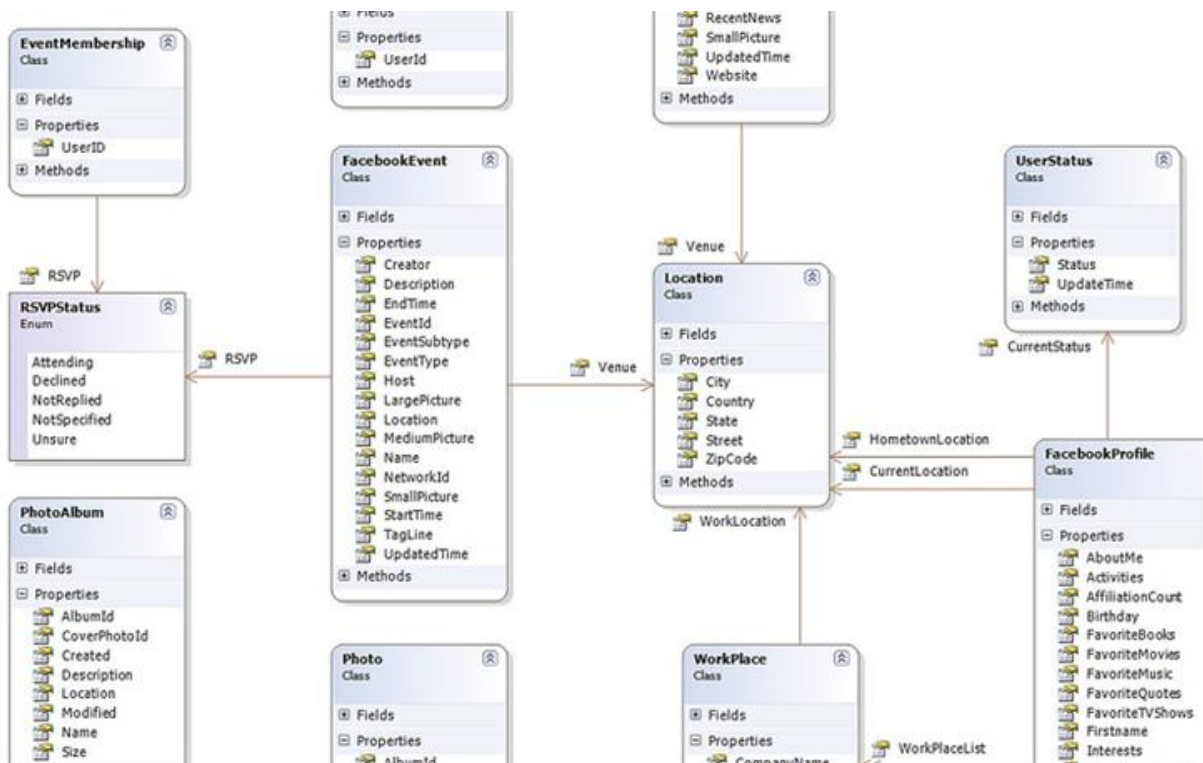 EventMembership
Class
Fields
Properties
UserID
Methods
RSVP
RSVPStatus
Enum
Attending
Declined
NotReplied
NotSpecified
Unsure
PhotoAlbum
Class
Fields
Properties
AlbumId
CoverPhotoId
Created
Description
Location
Modified
Name
Size
Fields
Properties
UserId
Methods
FacebookEvent
Class
Fields
Properties
Creator
Description
EndTime
EventId
EventSubtype
EventType
Host
LargePicture
Location
MediumPicture
Name
NetworkId
SmallPicture
StartTime
TagLine
UpdatedTime
Methods
RSVP
Venue
Photo
Class
Fields
Properties
AlbumId
RecentNews
SmallPicture
UpdatedTime
Website
Methods
Venue
Location
Class
Fields
Properties
City
Country
State
Street
ZipCode
Methods
WorkLocation
WorkPlace
Class
Fields
Properties
CompanyName
UserStatus
Class
Fields
Properties
Status
UpdateTime
Methods
CurrentStatus
HometownLocation
CurrentLocation
FacebookProfile
Class
Fields
Properties
AboutMe
Activities
AffiliationCount
Birthday
FavoriteBooks
FavoriteMovies
FavoriteMusic
FavoriteQuotes
FavoriteTVShows
Firstname
Interests
WorkPlaceList